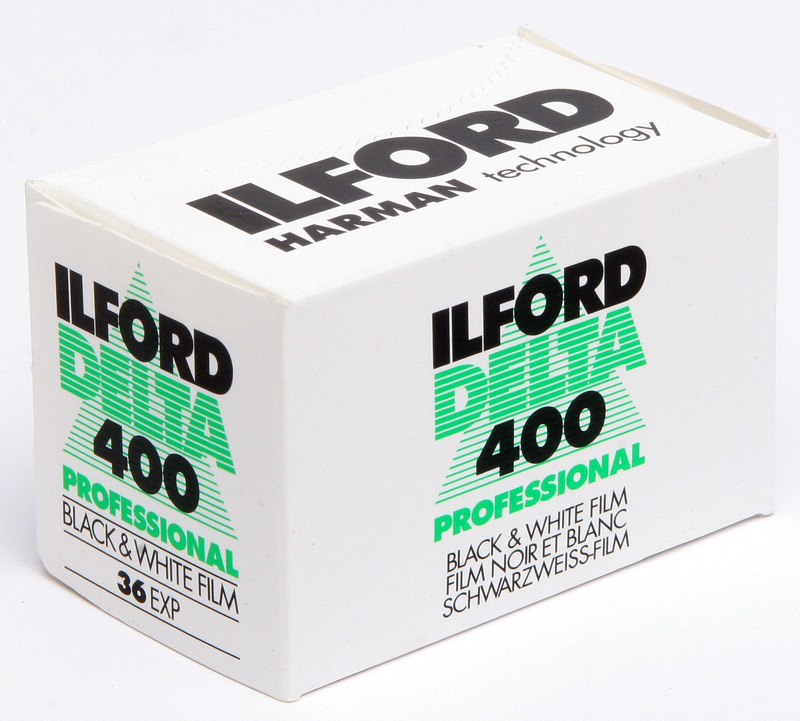 ILFORD
HARMAN technology
ILFORD
DELTA
400
PROFESSIONAL
BLACK & WHITE FILM
36 EXP
ILFORD
DELTA
400
PROFESSIONAL
BLACK & WHITE FILM
FILM NOIR ET BLANC
SCHWARZWEISS-FILM